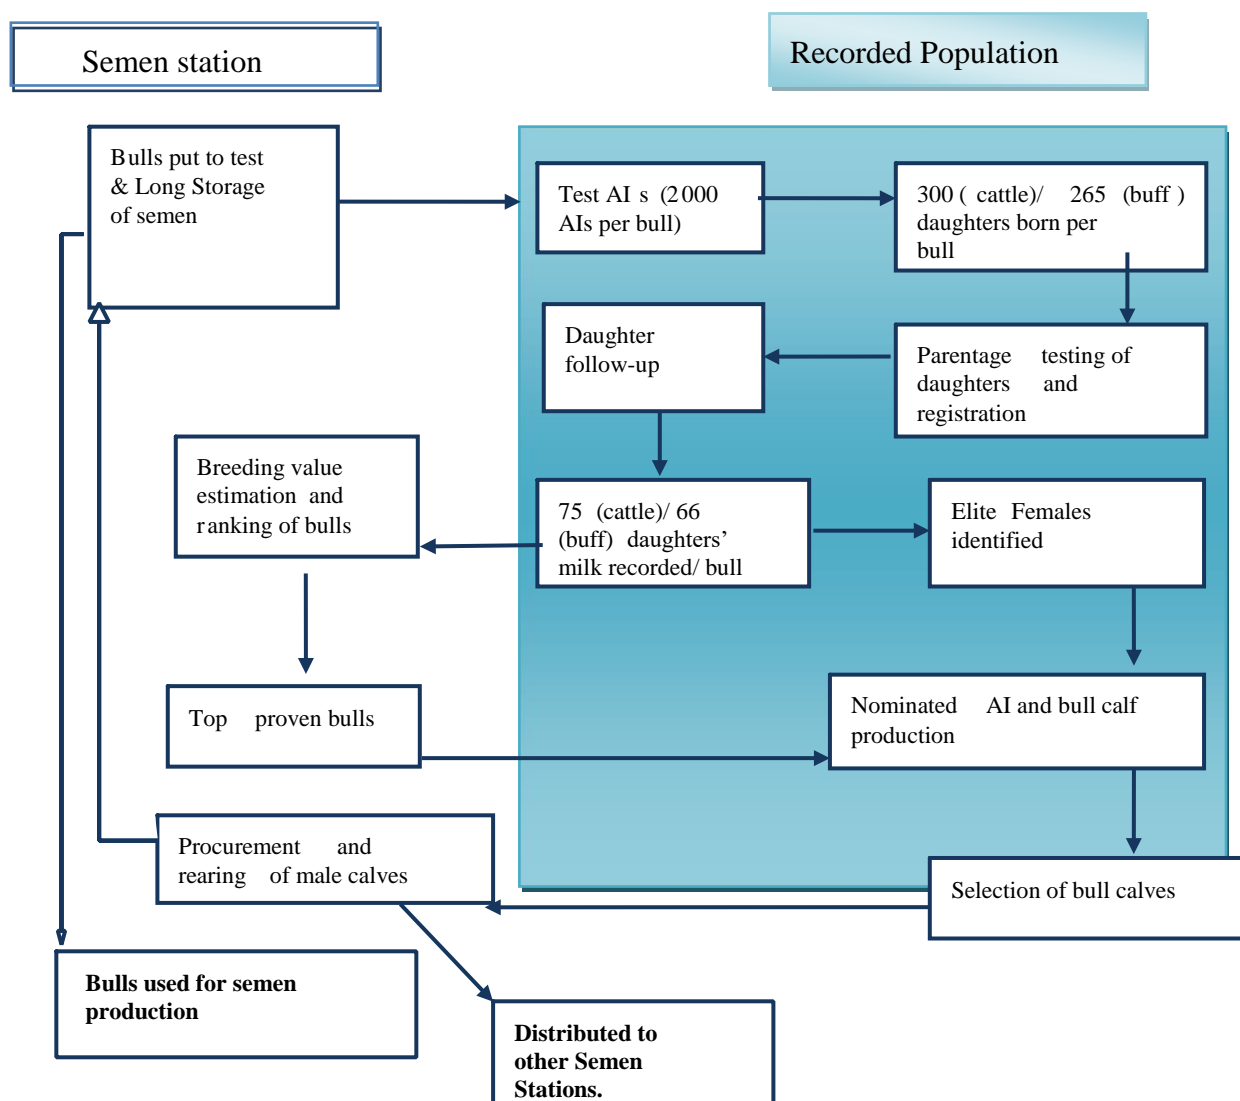 Semen station
Recorded Population
Bulls put to test
& Long Storage
of semen
Test AI s (2000
AIs per bull)
300 ( cattle)/ 265 (buff )
daughters born per
bull
Daughter
follow-up
Parentage testing of
daughters and
registration
Breeding value
estimation and
ranking of bulls
75 (cattle)/ 66
(buff) daughters’
milk recorded/ bull
Elite Females
identified
Top proven bulls
Nominated AI and bull calf
production
Procurement and
rearing of male calves
Selection of bull calves
Bulls used for semen
production
Distributed to
other Semen
Stations.